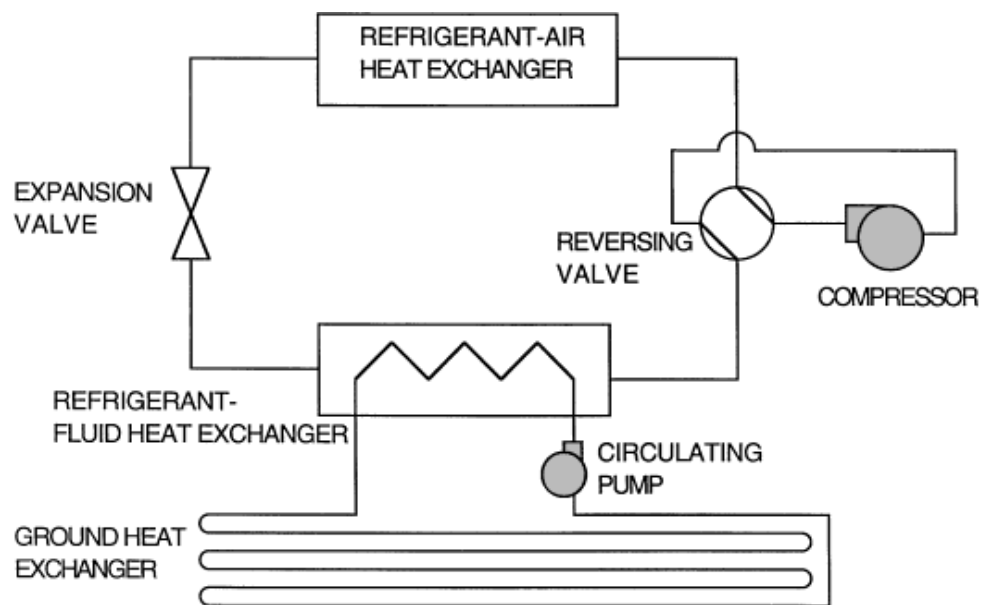 REFRIGERANT-AIR
HEAT EXCHANGER
EXPANSION
VALVE
REVERSING
VALVE
COMPRESSOR
REFRIGERANT-
FLUID HEAT EXCHANGER
CIRCULATING
PUMP
GROUND HEAT
EXCHANGER